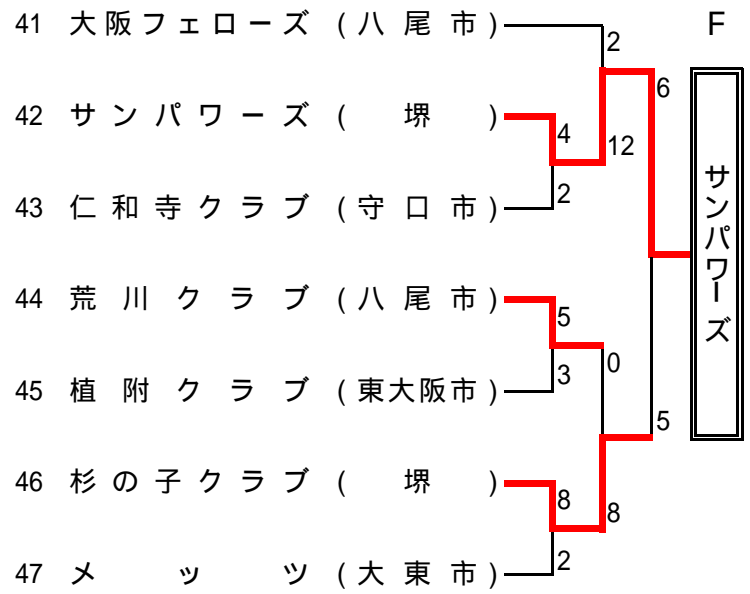 41 大阪フェローズ (八尾市)
2
F
6
42 サンパワーズ (堺)
4
12
43 仁和寺クラブ (守口市)
2
サンパワーズ
44 荒川クラブ (八尾市)
5
0
45 植附クラブ (東大阪市)
3
5
46 杉の子クラブ (堺)
8
8
47 メッツ (大東市)
2